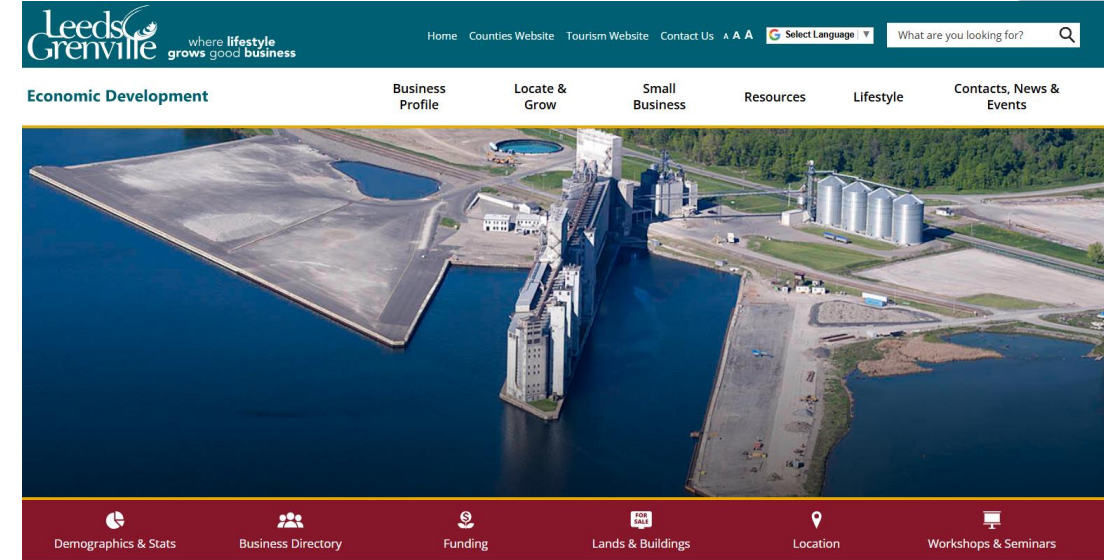 Leeds
Grenville
where lifestyle
grows good business
Home Counties Website Tourism Website Contact Us A A A Select Language ▼ What are you looking for?
Economic Development
Business
Profile
Locate &
Grow
Small
Business
Resources
Lifestyle
Contacts, News &
Events
FOR
SALE
Demographics & Stats Business Directory Funding Lands & Buildings Location Workshops & Seminars